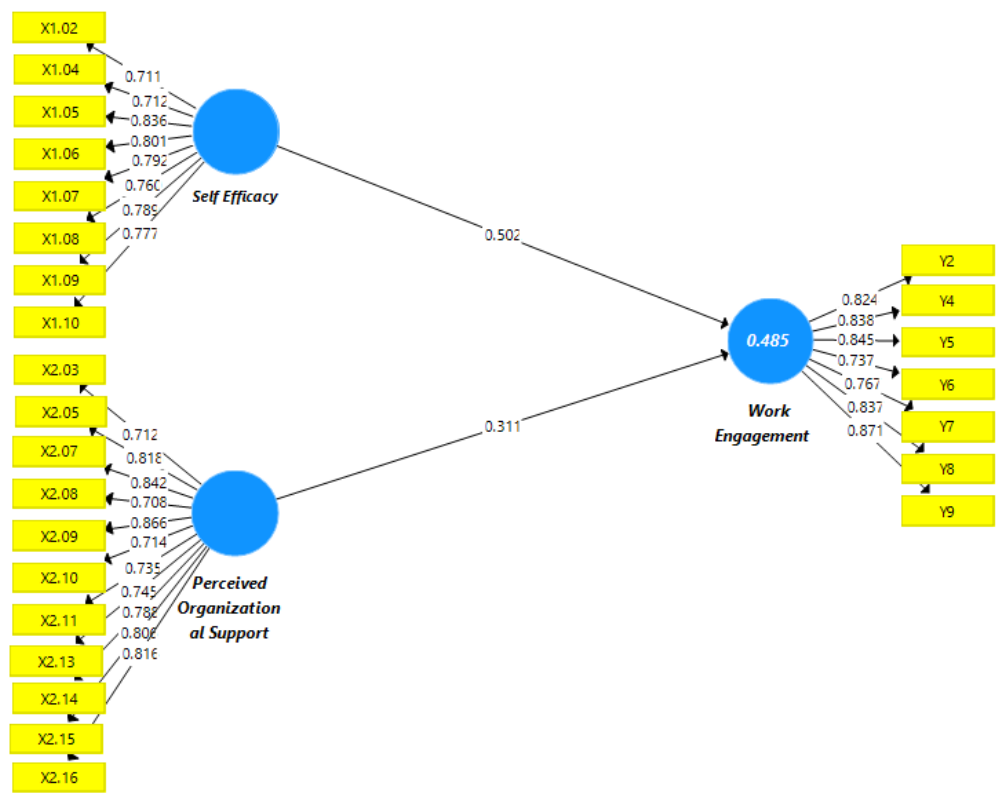 X1.02
X1.04
X1.05
X1.06
X1.07
X1.08
X1.09
X1.10
0.711
0.712
0.836
0.801
0.792
0.760
0.789
0.777
Self Efficacy
0.502
X2.03
X2.05
X2.07
X2.08
X2.09
X2.10
X2.11
X2.13
X2.14
X2.15
X2.16
0.712
0.818
0.842
0.708
0.866
0.714
0.735
0.745
0.816
Perceived
Organization
al Support
0.311
0.485
Work
Engagement
0.824
0.838
0.845
0.737
0.767
0.837
0.871
Y2
Y4
Y5
Y6
Y7
Y8
Y9